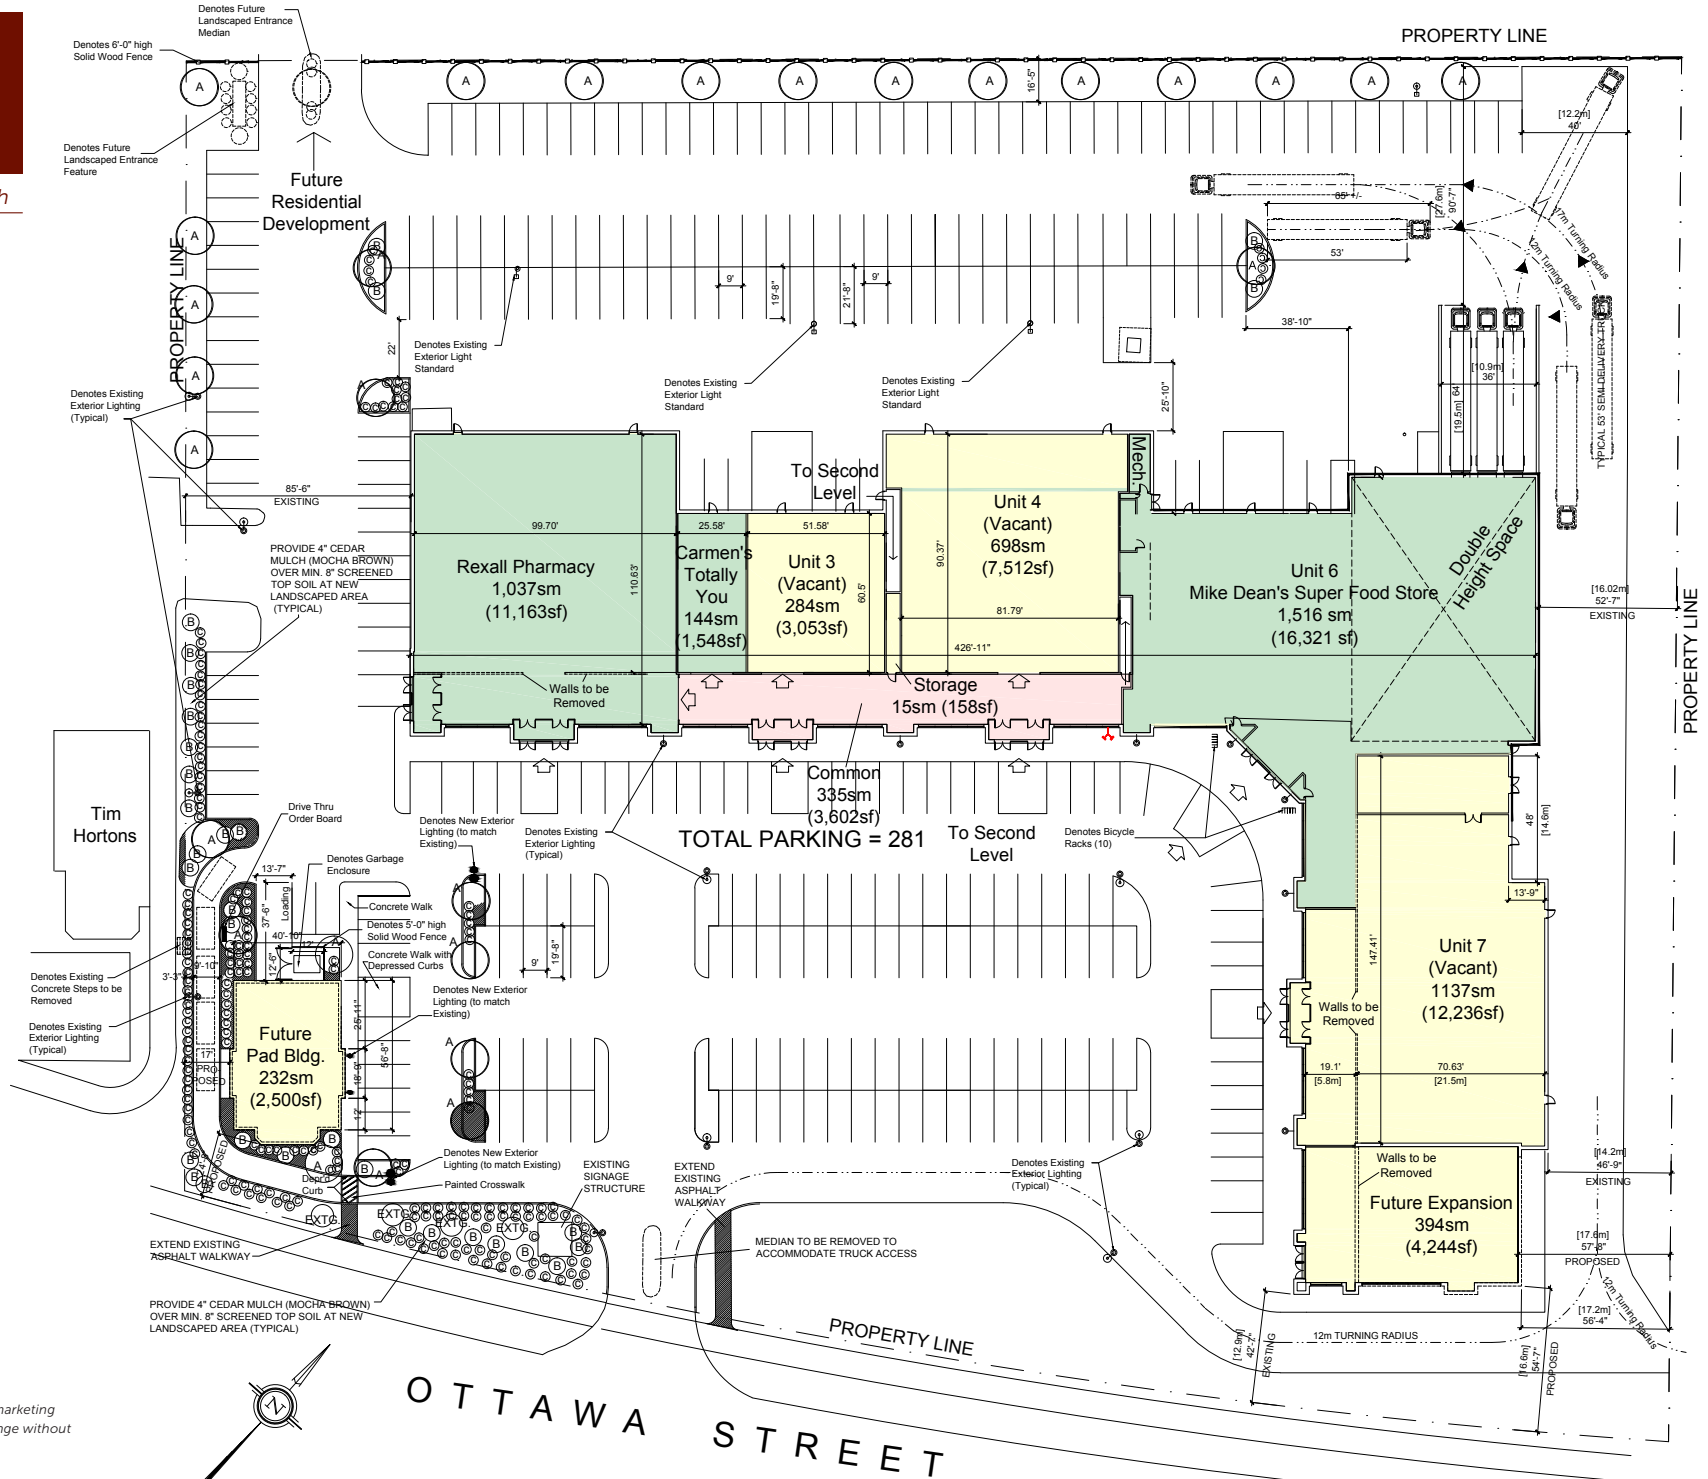 Denotes Future
Landscaped Entrance
Median
PROPERTY LINE
Denotes 6'-0" high
Solid Wood Fence
A
A
A
A
A
A
A
A
A
A
A
A
16'-5"
[12.2m]
40'
Denotes Future
Landscaped Entrance
Feature
h
Future
Residential
Development
85' +/-
[27.6m]
90'-7"
17m Turning Radius
12m Turning Radius
53'
PROPERTY LINE
A
A
A
A
B
A
B
B
A
B
9'
19'-8"
21'-8"
9'
38'-10"
22'
Denotes Existing
Exterior Light
Standard
Denotes Existing
Exterior Light
Standard
Denotes Existing
Exterior Light
Standard
25'-10"
[10.9m]
36'
[19.5m] 64
TYPICAL 53' SEMI DELIVERY TR
Denotes Existing
Exterior Lighting
(Typical)
A
85'-6"
EXISTING
To Second
Level
Mech.
99.70'
25.58'
51.58'
110.63'
60.5'
90.37'
81.79'
426'-11"
Rexall Pharmacy
1,037sm
(11,163sf)
Carmen's
Totally
You
144sm
(1,548sf)
Unit 3
(Vacant)
284sm
(3,053sf)
Unit 4
(Vacant)
698sm
(7,512sf)
Unit 6
Mike Dean's Super Food Store
1,516 sm
(16,321 sf)
Double
Height Space
[16.02m]
52'-7"
EXISTING
PROPERTY LINE
PROVIDE 4" CEDAR
MULCH (MOCHA BROWN)
OVER MIN. 8" SCREENED
TOP SOIL AT NEW
LANDSCAPED AREA
(TYPICAL)
Walls to be
Removed
Storage
15sm (158sf)
Common
335sm
(3,602sf)
TOTAL PARKING = 281
To Second
Level
Denotes Bicycle
Racks (10)
Tim
Hortons
Drive Thru
Order Board
Denotes New Exterior
Lighting (to match
Existing)
Denotes Existing
Exterior Lighting
(Typical)
Denotes Garbage
Enclosure
13'-7"
37'-6"
Loading
Concrete Walk
Denotes 5'-0" high
Solid Wood Fence
40'-10"
12'
12'-6"
Concrete Walk with
Depressed Curbs
9'
19'-8"
48'
[14.6m]
13'-9"
147.41'
Unit 7
(Vacant)
1137sm
(12,236sf)
Walls to be
Removed
19.1'
[5.8m]
70.63'
[21.5m]
Denotes Existing
Concrete Steps to be
Removed
3'-3"
9'-10"
Denotes New Exterior
Lighting (to match
Existing)
Denotes Existing
Exterior Lighting
(Typical)
17'
PRO-
POSED
Future
Pad Bldg.
232sm
(2,500sf)
25'-11"
56'-8"
18'-9"
12'
Denotes New Exterior
Lighting (to match Existing)
Dep'd
Curb
Painted Crosswalk
EXISTING
SIGNAGE
STRUCTURE
EXTEND
EXISTING
ASPHALT
WALKWAY
Denotes Existing
Exterior Lighting
(Typical)
Walls to be
Removed
Future Expansion
394sm
(4,244sf)
[14.2m]
46'-9"
EXISTING
[17.6m]
57'-8"
PROPOSED
EXTG.
EXTG.
EXTG.
EXTG.
EXTEND EXISTING
ASPHALT WALKWAY
MEDIAN TO BE REMOVED TO
ACCOMMODATE TRUCK ACCESS
PROVIDE 4" CEDAR MULCH (MOCHA BROWN)
OVER MIN. 8" SCREENED TOP SOIL AT NEW
LANDSCAPED AREA (TYPICAL)
PROPERTY LINE
12m TURNING RADIUS
12m Turning Radius
[17.2m]
56'-4"
[12.9m]
42'-7"
EXISTING
[16.6m]
54'-7"
PROPOSED
N
OTTAWA STREET
arketing
nge without